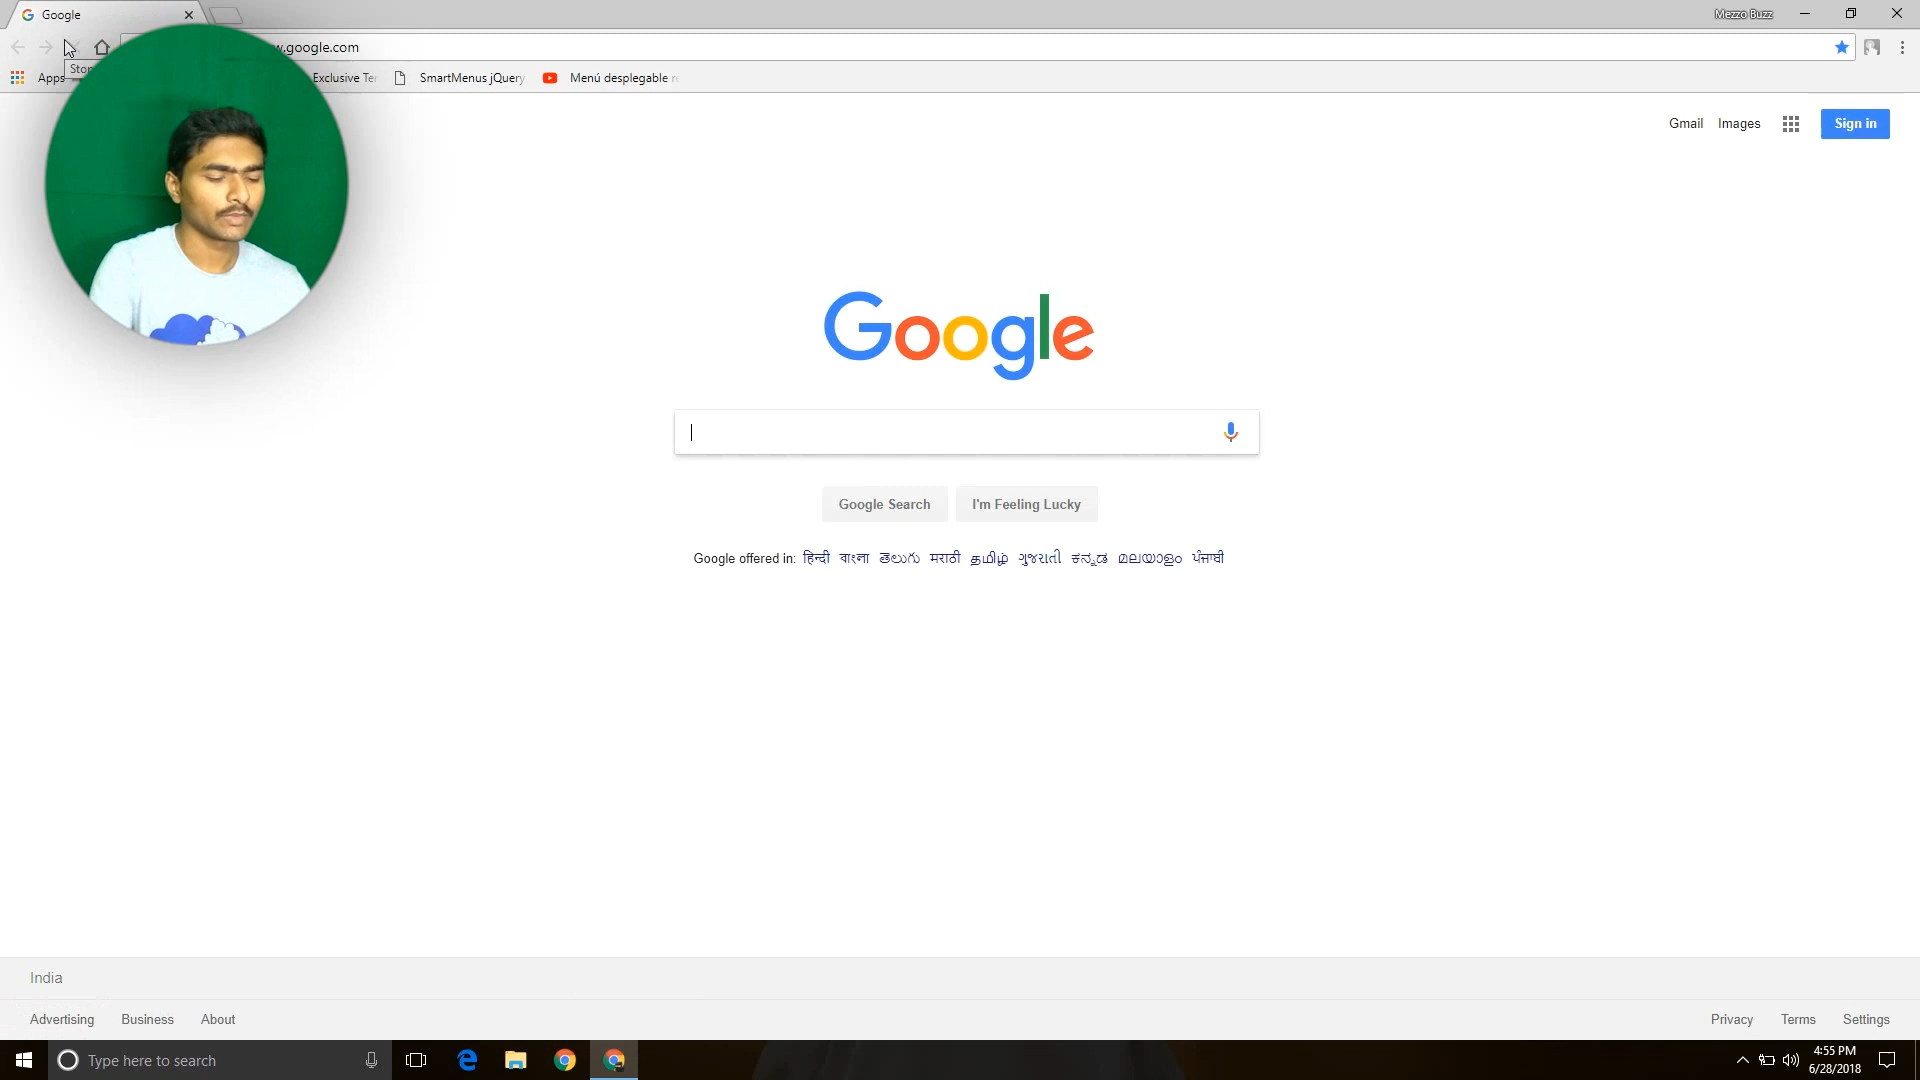 Google
Mezzo Buzz
w.google.com
Apps
Stop
Exclusive Ter
SmartMenus jQuery
Menú desplegable r
Gmail Images
Sign in
Google
Google Search
I'm Feeling Lucky
Google offered in: हिन्दी বাংলা తెలుగు मराठी தமிழ் ગુજરાતી ಕನ್ನಡ മലയാളം ਪੰਜਾਬੀ
India
Advertising Business About
Privacy Terms Settings
Type here to search
4:55 PM
6/28/2018